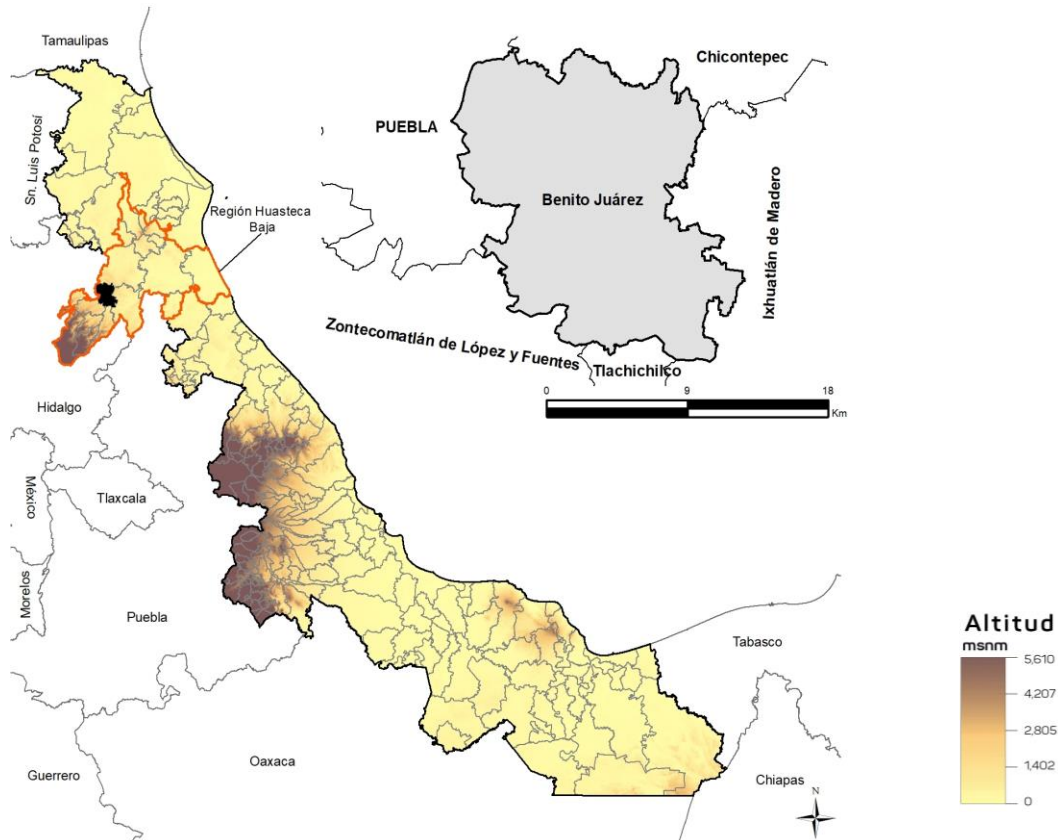 Tamaulipas
Sn. Luis Potosí
Región Huasteca
Baja
Hidalgo
México
Tlaxcala
Morelos
Puebla
Guerrero
Oaxaca
Tabasco
Chiapas
N
Chicontepec
PUEBLA
Benito Juárez
Ixhuatlán de Madero
Zontecomatlán de López y Fuentes
Tlachichilco
0 9 18
Km
Altitud
msnm
5,610
4,207
2,805
1,402
0